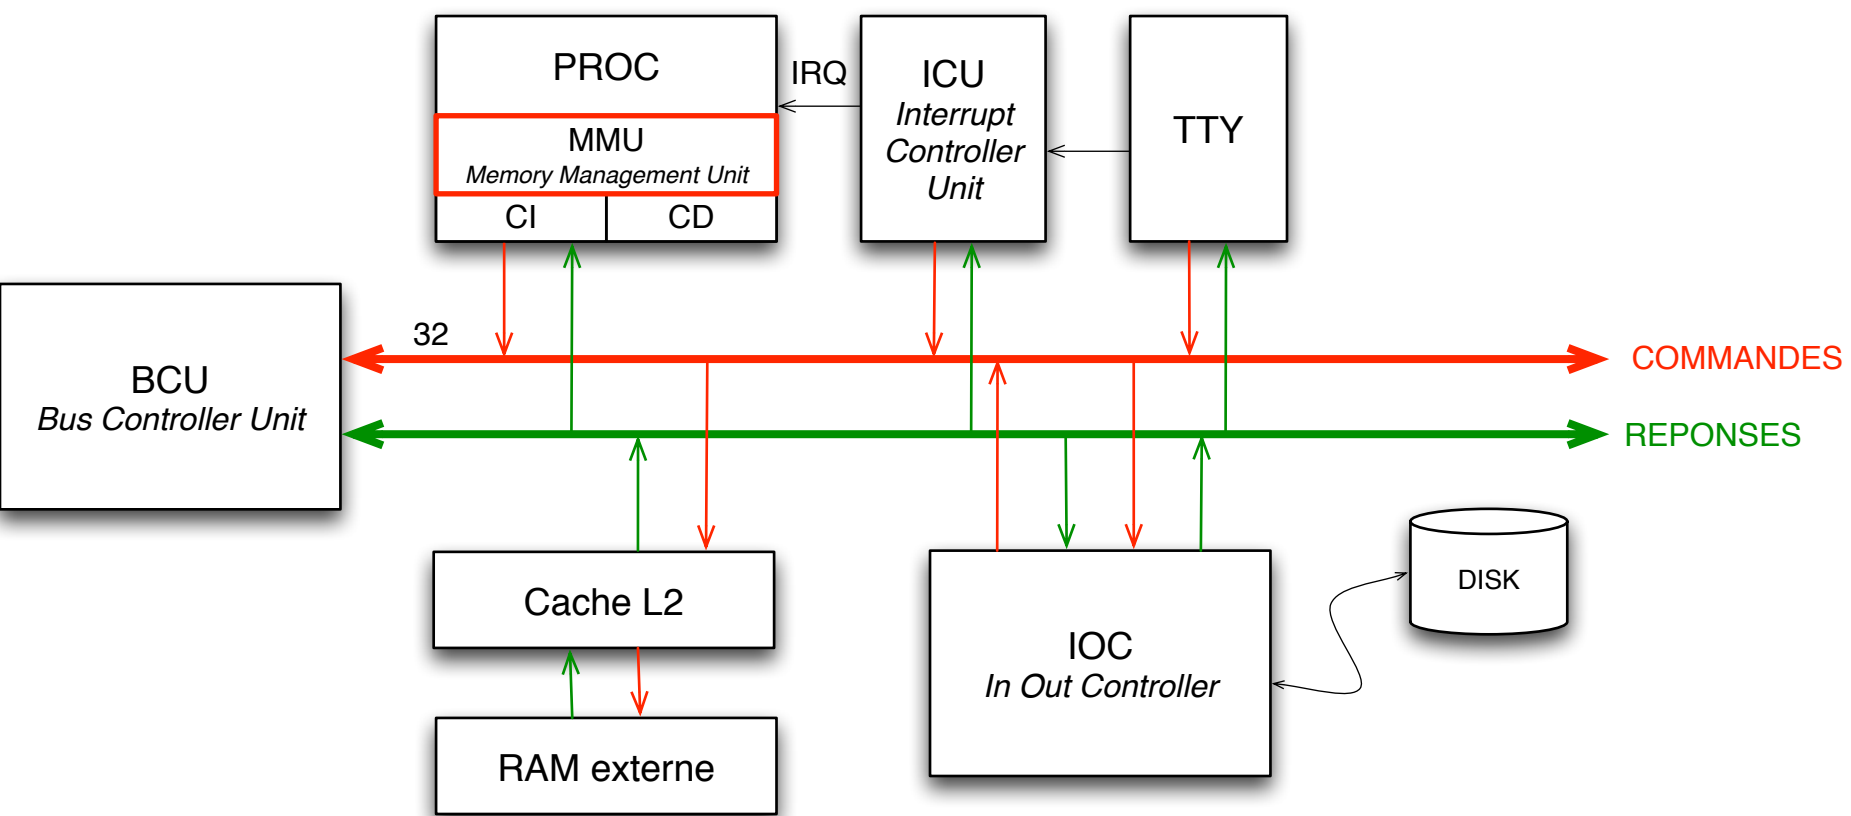 PROC
MMU
Memory Management Unit
CI
CD
IRQ
ICU
Interrupt
Controller
Unit
TTY
BCU
Bus Controller Unit
32
COMMANDES
REPONSES
Cache L2
RAM externe
IOC
In Out Controller
DISK